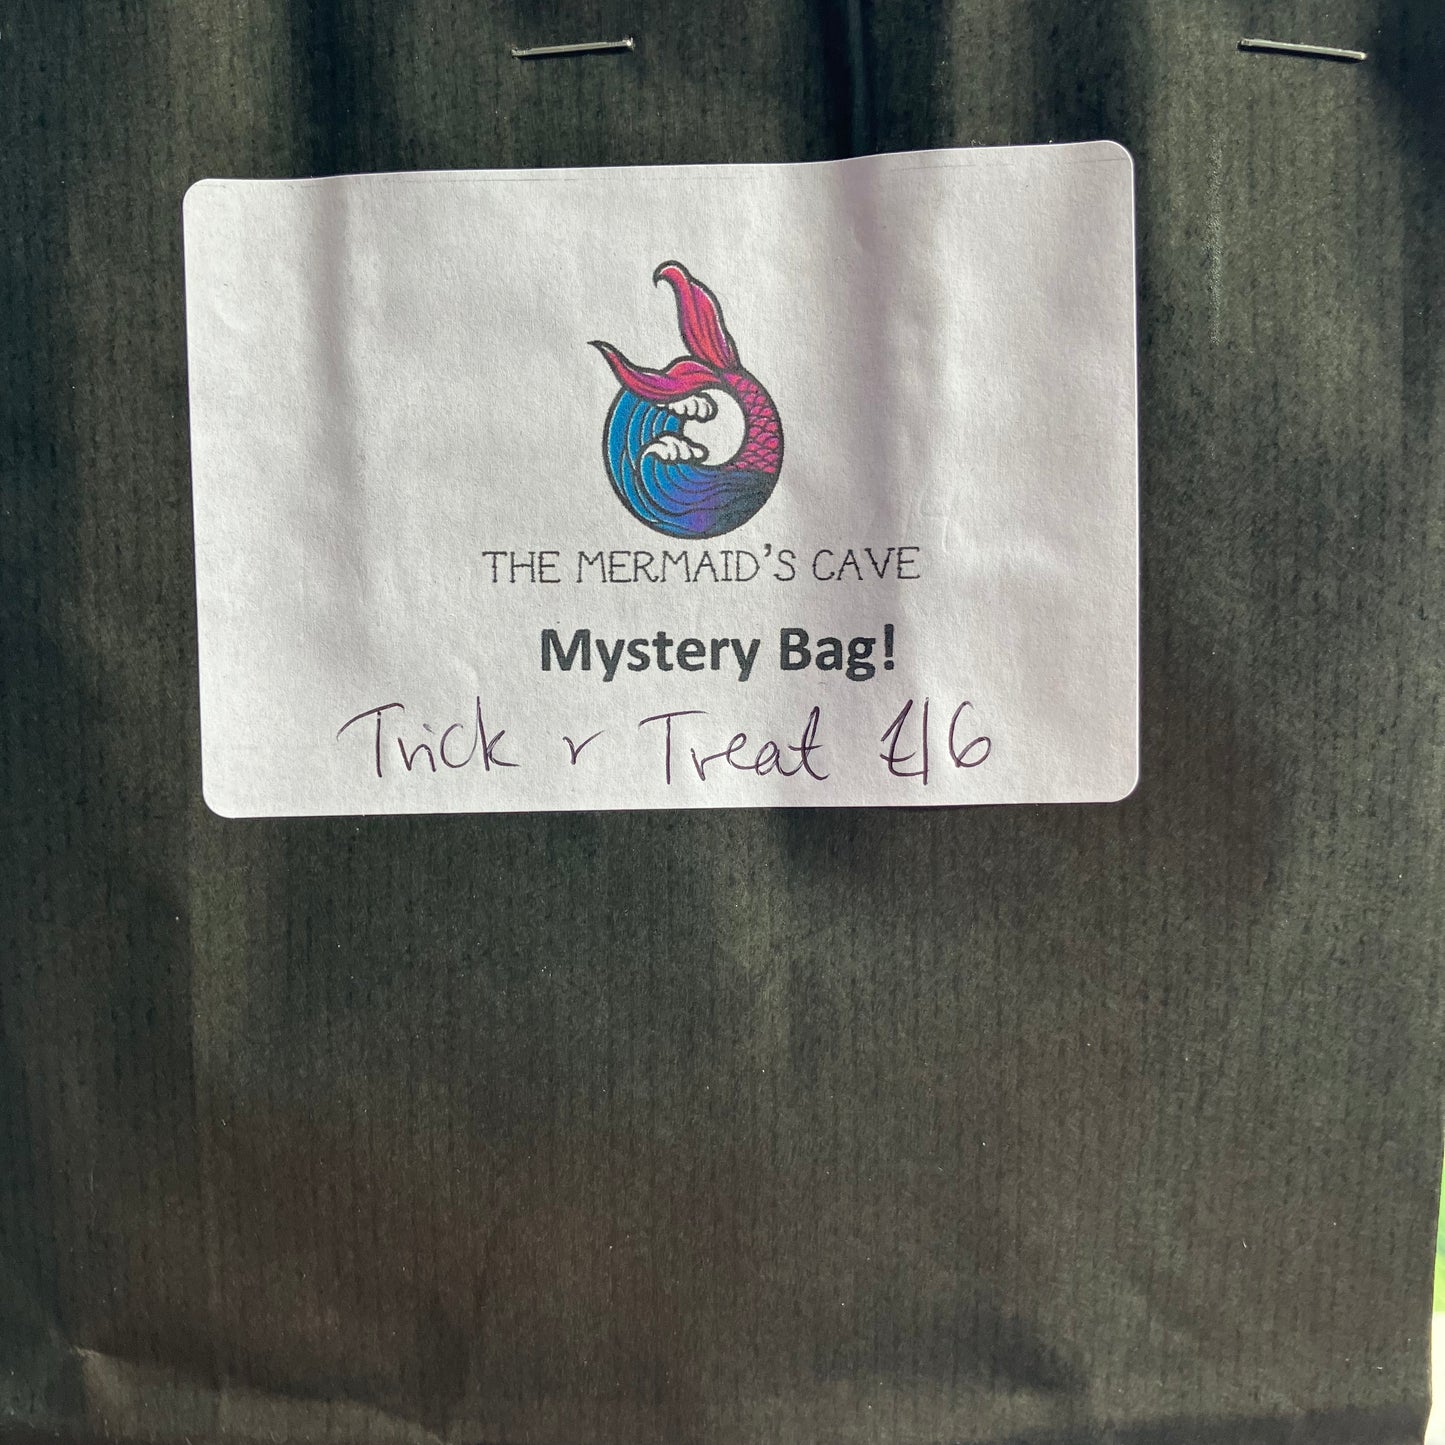 THE MERMAID'S CAVE
Mystery Bag!
Trick r Treat £16